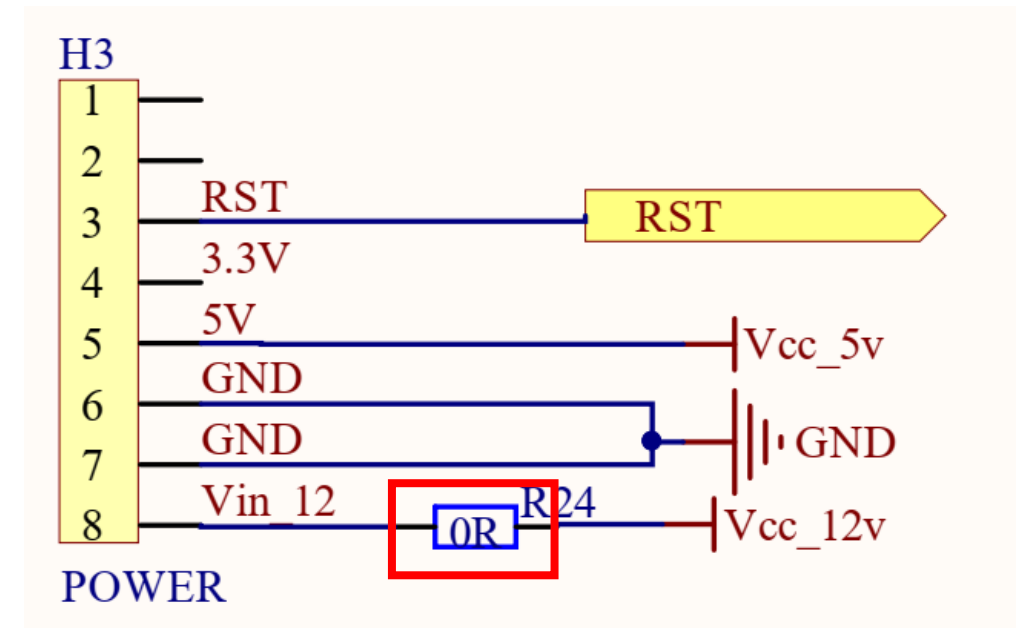 H3
1
2
RST
3
RST
3.3V
4
5V
5
Vcc_5v
GND
6
GND
GND
7
Vin_12
R24
8
0R
Vcc_12v
POWER